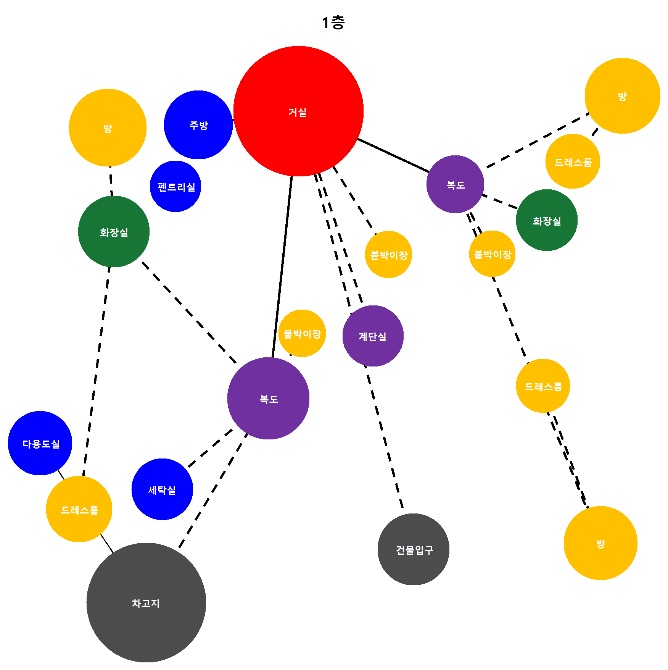 1층
방
거실
방
주방
드레스룸
펜트리실
복도
화장실
화장실
붙박이장
붙박이장
붙박이장
계단실
드레스룸
복도
다용도실
세탁실
드레스룸
건물입구
방
차고지